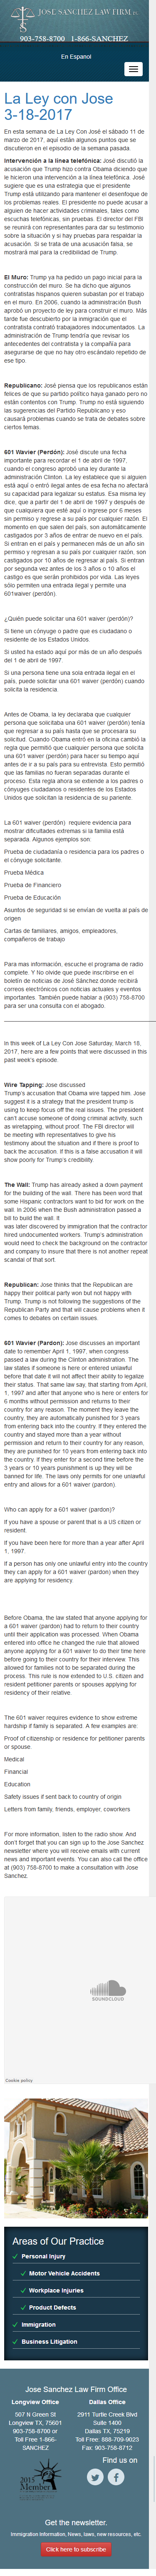 JOSE SANCHEZ LAW FIRM P.C.
903-758-8700 1-866-SANCHEZ
En Espanol
La Ley con Jose
3-18-2017
En esta semana de La Ley Con José el sábado 11 de
marzo de 2017, aquí están algunos puntos que se
discutieron en el episodio de la semana pasada.
Intervención a la línea telefónica: José discutió la
acusación que Trump hizo contra Obama diciendo que
le intervino su línea telefónica. José acaba de
sugiere que es una estrategia que el presidente
Trump está utilizando para mantener el desenfoque de
los problemas reales. El presidente no puede acusar a
alguien de hacer actividades criminales, tales como
escuchas telefónicas, sin pruebas. El director del FBI
se reunirá con representantes para dar su testimonio
sobre la situación y si hay pruebas para respaldar la
acusación. Si se trata de una acusación falsa, se
mostrará mal para la credibilidad de Trump.
El Muro: Trump ya ha pedido un pago inicial para la
construcción del muro. Se ha dicho que algunos
contratistas hispanos quieren subastan por el trabajo
en el muro. En 2006, cuando la administración Bush
aprobó un proyecto de ley para construir el muro. Más
tarde fue descubierto por la inmigración que el
contratista contrató trabajadores indocumentados. La
administración de Trump tendría que revisar las
antecedentes del contratista y la compañía para
asegurarse de que no hay otro escándalo repetido de
ese tipo.
Republicano: José piensa que los republicanos están
felices de que su partido político haya ganado pero no
están contentos con Trump. Trump no está siguiendo
las sugerencias del Partido Republicano y eso
causará problemas cuando se trata de debates sobre
ciertos temas.
601 Wavier (Perdón): José discute una fecha
importante para recordar el 1 de abril de 1997,
cuando el congreso aprobó una ley durante la
administración Clinton. La ley establece que si alguien
está aquí o entró legal antes de esa fecha no afectará
su capacidad para legalizar su estatus. Esa misma ley
dice, que a partir de 1 de abril de 1997 y después de
cualquiera persona que esté aquí o ingresó por 6 meses
sin permiso y regrese a su país por cualquier razón. El
momento en que salgan del país, automáticamente son
castigados por 3 años de entrar de nuevo al país. Si
entraron al país y permanecen más de un año sin
permiso y regresan a su país por cualquier razón, serán
castigados por 10 años de regresar al país. Si entran
por segunda vez antes de los 3 años o 10 años el
castigo es que serán prohibidos por vida. Las leyes
sólo permiten una entrada ilegal y permite una
601waver (perdón).
¿Quién puede solicitar una 601 waiver (perdón)?
Si tiene un cónyuge o padre que es ciudadano o
residente de los Estados Unidos.
Si usted ha estado aquí por más de un año después
del 1 de abril de 1997.
Si una persona tiene una sola entrada ilegal en el
país, puede solicitar una 601 waiver (perdón) cuando
solicita la residencia.
Antes de Obama, la ley declaraba que cualquier
persona que solicitaba una 601 waiver (perdón) tenía
que regresar a su país hasta que se procesara su
solicitud. Cuando Obama entró en la oficina cambió la
regla que permitió que cualquier persona que solicita
una 601 waiver (perdón) para hacer su tiempo aquí
antes de ir a su país para su entrevista. Esto permitió
que las familias no fueran separadas durante el
proceso. Esta regla ahora se extiende a los padres o
cónyuges ciudadanos o residentes de los Estados
Unidos que solicitan su residencia de su pariente.
La 601 waiver (perdón) requiere evidencia para
mostrar dificultades extremas si la familia está
separada. Algunos ejemplos son:
Prueba de ciudadanía o residencia para los padres o
el cónyuge solicitante.
Prueba Médica
Prueba de Financiero
Prueba de Educación
Asuntos de seguridad si se envían de vuelta al país de
origen
Cartas de familiares, amigos, empleadores,
compañeros de trabajo
Para mas información, escuche el programa de radio
completo. Y No olvide que puede inscribirse en el
boletín de noticias de José Sánchez donde recibirá
correos electrónicos con noticias actuales y eventos
importantes. También puede hablar a (903) 758-8700
para una consulta con el abogado.
In this week of La Ley Con Jose Saturday, March 18,
2017, here are a few points that were discussed in this
past week's episode.
Wire Tapping: Jose discussed
Trump's accusation that Obama wire tapped him. Jose
suggest it is a strategy that the president trump is
using to keep focus off the real issues. The president
can't accuse someone of doing criminal activity, such
as wiretapping, without proof. The FBI director will
be meeting with representatives to give his
testimony about the situation and if there is proof to
back the accusation. If this is a false accusation if will
show poorly for Trump's credibility.
The Wall: Trump has already asked a down payment
for the building of the wall. There has been word that
some Hispanic contractors want to bid for work on the
wall. In 2006 when the Bush administration passed the
bill to build the wall. It
was later discovered by immigration that the contractor
hired undocumented workers. Trump's administration
would need to check the background on the contractor
and company to insure that there is not another repeat
scandal of that sort.
Republican: Jose thinks that the Republican are
happy their political party won but not happy with
Trump. Trump is not following the suggestions of the
Republican Party and that will cause problems when it
comes to debates on certain issues.
601 Wavier (Pardon): Jose discusses an important
date to remember April 1, 1997, when congress
passed a law during the Clinton administration. The law
states if someone is here illegal or entered unlawful
before that date it will not affect their ability to legalize
their status. That same law say, that starting from April
1, 1997 and after that anyone who is here or enters for
6 months without permission and returns to their
country for any reason. The moment they leave the
country, they are automatically punished for 3 years
from entering back into the country. If they enter the
country and stayed more than a year without
permission and return to their country for any reason,
they are punished for 10 years from entering back into
the country. If they enter for a second time before the
3 years or 10 years punishment is up they will be
banned for life. The laws only permits for one unlawful
entry and allows for a 601 waiver (pardon).
Who can apply for a 601 waiver (pardon)?
If you have a spouse or parent that is a US citizen or
resident.
If you have been here for more than a year after April
1, 1997.
If a person has only one unlawful entry into the country
they can apply for a 601 waiver (pardon) when they
apply for residency.
Before Obama, the law stated that anyone applying for
a 601 waiver (pardon) had to return to their country
until their application was processed. When Obama
entered into office he changed the rule that allowed
anyone applying for a 601 waiver to do their time here
before going to their country for their interview. This
allowed for families not to be separated during the
process. This rule is now extended to U.S. citizen and
resident petitioner parents or spouses applying for
residency of their relative.
The 601 waiver requires evidence to show extreme
hardship if family is separated. A few examples are:
Proof of citizenship or residence for petitioner parents
or spouse.
Medical
Financial
Education
Safety issues if sent back to country of origin
Letters from family, friends, employer, coworkers
For more information, listen to the radio show. And
don't forget that you can sign up to the Jose Sanchez
newsletter where you will receive emails with current
news and important events. You can also call the office
at (903) 758-8700 to make a consultation with Jose
Sanchez.
SOUNDCLOUD
Cookie policy
Areas of Our Practice
Personal Injury
Motor Vehicle Accidents
Workplace Injuries
Product Defects
Immigration
Business Litigation
Jose Sanchez Law Firm Office
Longview Office
507 N Green St
Longview TX, 75601
903-758-8700 or
Toll Free 1-866-
SANCHEZ
Dallas Office
2911 Turtle Creek Blvd
Suite 1400
Dallas TX, 75219
Toll Free: 888-709-9023
Fax: 903-758-8712
2015
Member
Find us on
Get the newsletter.
Immigration Information, News, laws, new resources, etc.
Click here to subscribe